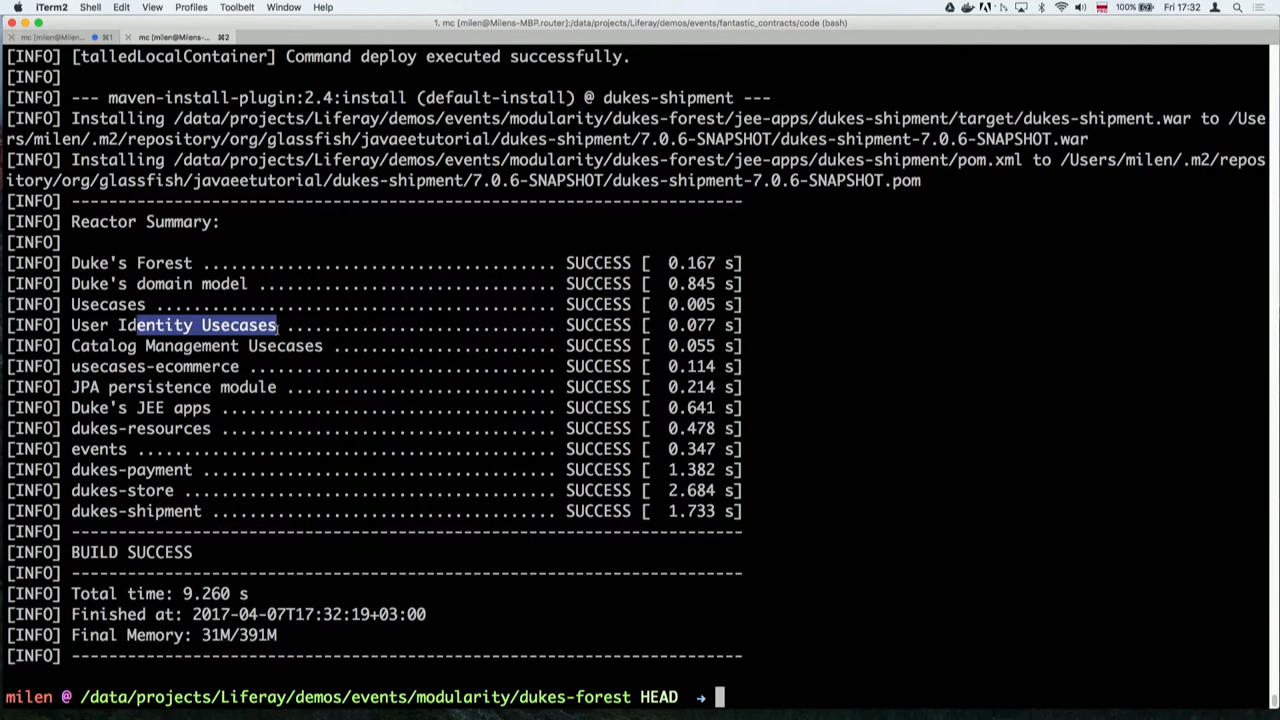 iTerm2 Shell Edit View Profiles Toolbelt Window Help 100% Fri 17:32
1. mc [milen@Milens-MBP.router]:/data/projects/Liferay/demos/events/fantastic_contracts/code (bash)
mc [milen@Milen... ⌘1 mc [milen@Milens-... ⌘2
[INFO] [talledLocalContainer] Command deploy executed successfully.
[INFO]
[INFO] --- maven-install-plugin:2.4:install (default-install) @ dukes-shipment ---
[INFO] Installing /data/projects/Liferay/demos/events/modularity/dukes-forest/jee-apps/dukes-shipment/target/dukes-shipment.war to /Use
rs/milen/.m2/repository/org/glassfish/javaeetutorial/dukes-shipment/7.0.6-SNAPSHOT/dukes-shipment-7.0.6-SNAPSHOT.war
[INFO] Installing /data/projects/Liferay/demos/events/modularity/dukes-forest/jee-apps/dukes-shipment/pom.xml to /Users/milen/.m2/repos
itory/org/glassfish/javaeetutorial/dukes-shipment/7.0.6-SNAPSHOT/dukes-shipment-7.0.6-SNAPSHOT.pom
[INFO] ------------------------------------------------------------------------
[INFO] Reactor Summary:
[INFO]
[INFO] Duke's Forest ...................................... SUCCESS [  0.167 s]
[INFO] Duke's domain model ................................ SUCCESS [  0.845 s]
[INFO] Usecases ........................................... SUCCESS [  0.005 s]
[INFO] User Identity Usecases ............................. SUCCESS [  0.077 s]
[INFO] Catalog Management Usecases ........................ SUCCESS [  0.055 s]
[INFO] usecases-ecommerce ................................. SUCCESS [  0.114 s]
[INFO] JPA persistence module ............................. SUCCESS [  0.214 s]
[INFO] Duke's JEE apps .................................... SUCCESS [  0.641 s]
[INFO] dukes-resources .................................... SUCCESS [  0.478 s]
[INFO] events ............................................. SUCCESS [  0.347 s]
[INFO] dukes-payment ...................................... SUCCESS [  1.382 s]
[INFO] dukes-store ........................................ SUCCESS [  2.684 s]
[INFO] dukes-shipment ..................................... SUCCESS [  1.733 s]
[INFO] ------------------------------------------------------------------------
[INFO] BUILD SUCCESS
[INFO] ------------------------------------------------------------------------
[INFO] Total time: 9.260 s
[INFO] Finished at: 2017-04-07T17:32:19+03:00
[INFO] Final Memory: 31M/391M
[INFO] ------------------------------------------------------------------------
milen @ /data/projects/Liferay/demos/events/modularity/dukes-forest HEAD →